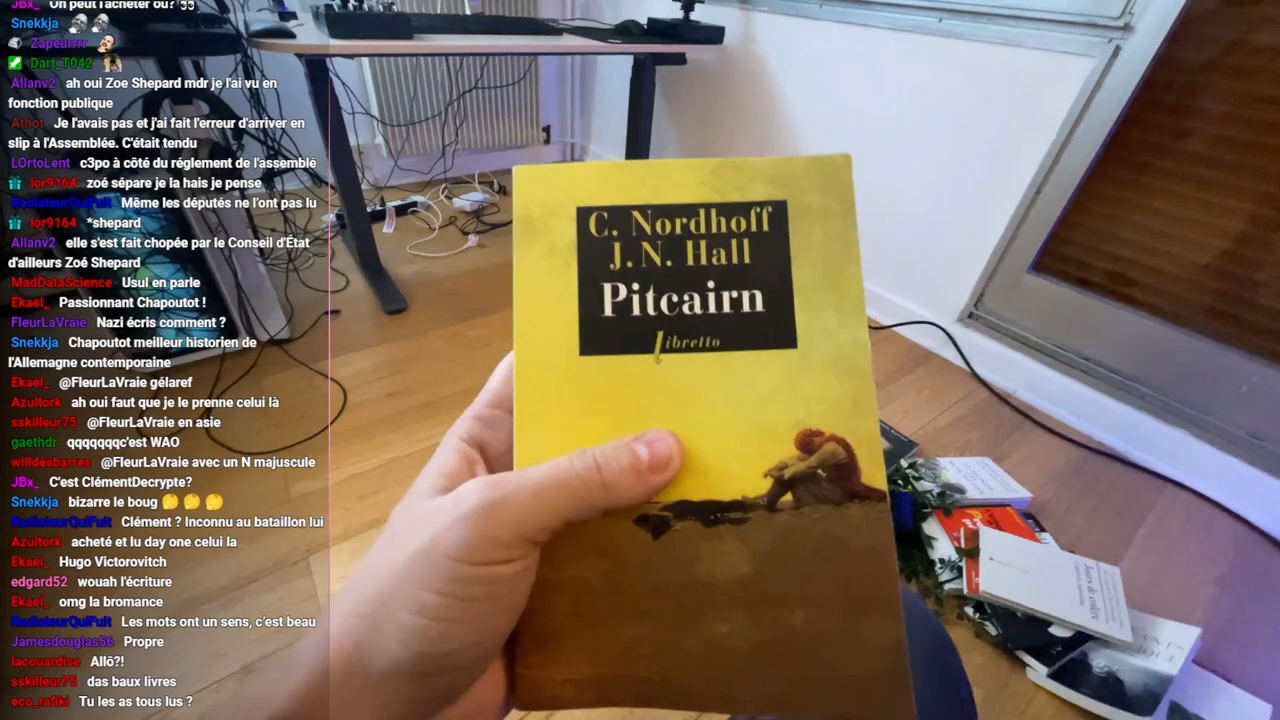 JBx_ On peut l'acheter où?
Snekkja
Zapeurrrr
Dart_T042
Allanv2 ah oui Zoe Shepard mdr je l'ai vu en
fonction publique
Athot Je l'avais pas et j'ai fait l'erreur d'arriver en
slip à l'Assemblée. C'était tendu
LOrtoLent c3po à côté du réglement de l'assemblé
lor9164 zoé sépare je la hais je pense
RadiateurQuiFuit Même les députés ne l'ont pas lu
lor9164 *shepard
Allanv2 elle s'est fait chopée par le Conseil d'État
d'ailleurs Zoé Shepard
MadDataScience Usul en parle
Ekael_ Passionnant Chapoutot !
FleurLaVraie Nazi écris comment ?
Snekkja Chapoutot meilleur historien de
l'Allemagne contemporaine
Ekael_ @FleurLaVraie gélaref
Azultork ah oui faut que je le prenne celui là
sskilleur75 @FleurLaVraie en asie
gaethdr qqqqqqqc'est WAO
willdesbarres @FleurLaVraie avec un N majuscule
JBx_ C'est ClémentDecrypte?
Snekkja bizarre le boug
RadiateurQuiFuit Clément ? Inconnu au bataillon lui
Azultork acheté et lu day one celui la
Ekael_ Hugo Victorovitch
edgard52 wouah l'écriture
Ekael_ omg la bromance
RadiateurQuiFuit Les mots ont un sens, c'est beau
Jamesdouglas56 Propre
lacouardise Allô?!
sskilleur75 das baux livres
eco_rafiki Tu les as tous lus ?
C. Nordhoff
J. N. Hall
Pitcairn
libretto